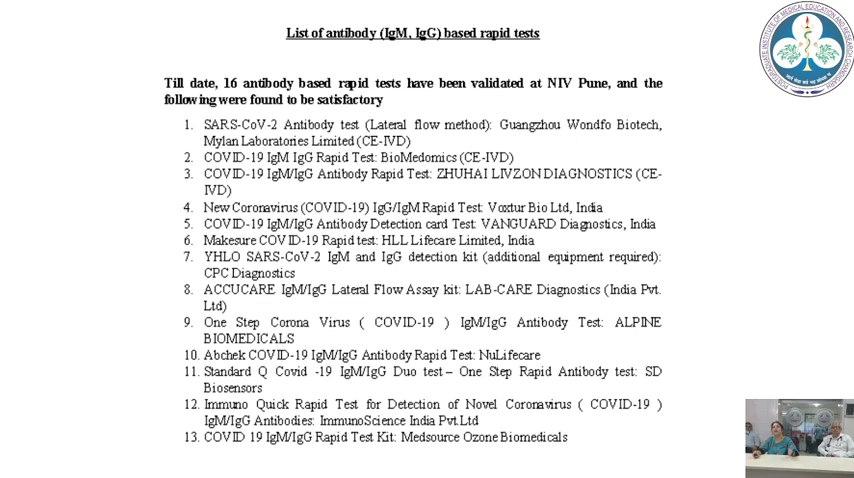 List of antibody (IgM, IgG) based rapid tests
POSTGRADUATE INSTITUTE OF MEDICAL EDUCATION AND RESEARCH CHANDIGARH
Till date, 16 antibody based rapid tests have been validated at NIV Pune, and the
following were found to be satisfactory
1. SARS-CoV-2 Antibody test (Lateral flow method): Guangzhou Wondfo Biotech,
Mylan Laboratories Limited (CE-IVD)
2. COVID-19 IgM IgG Rapid Test: BioMedomics (CE-IVD)
3. COVID-19 IgM/IgG Antibody Rapid Test: ZHUHAI LIVZON DIAGNOSTICS (CE-
IVD)
4. New Coronavirus (COVID-19) IgG/IgM Rapid Test: Voxtur Bio Ltd, India
5. COVID-19 IgM/IgG Antibody Detection card Test: VANGUARD Diagnostics, India
6. Makesure COVID-19 Rapid test: HLL Lifecare Limited, India
7. YHLO SARS-CoV-2 IgM and IgG detection kit (additional equipment required):
CPC Diagnostics
8. ACCUCARE IgM/IgG Lateral Flow Assay kit: LAB-CARE Diagnostics (India Pvt.
Ltd)
9. One Step Corona Virus ( COVID-19 ) IgM/IgG Antibody Test: ALPINE
BIOMEDICALS
10. Abchek COVID-19 IgM/IgG Antibody Rapid Test: NuLifecare
11. Standard Q Covid -19 IgM/IgG Duo test – One Step Rapid Antibody test: SD
Biosensors
12. Immuno Quick Rapid Test for Detection of Novel Coronavirus ( COVID-19 )
IgM/IgG Antibodies: ImmunoScience India Pvt.Ltd
13. COVID 19 IgM/IgG Rapid Test Kit: Medsource Ozone Biomedicals